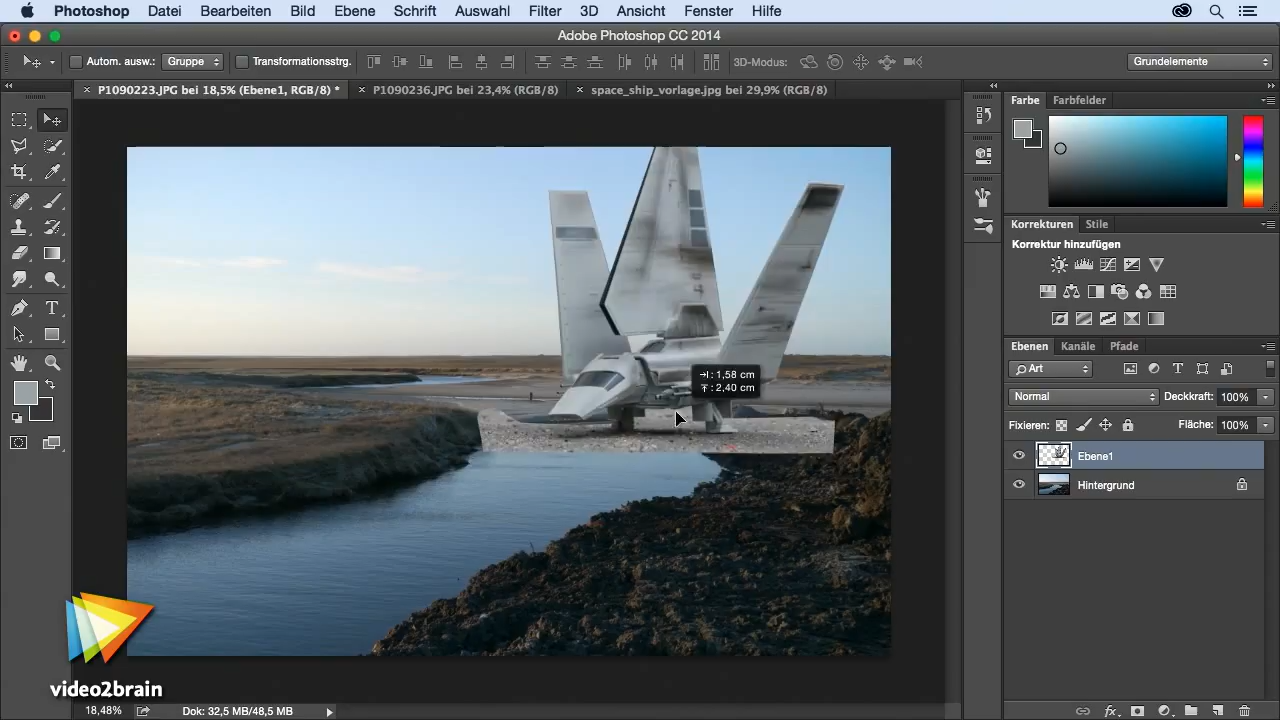 Photoshop Datei Bearbeiten Bild Ebene Schrift Auswahl Filter 3D Ansicht Fenster Hilfe
Adobe Photoshop CC 2014
Autom. ausw.: Gruppe Transformationsstrg. 3D-Modus: Grundelemente
P1090223.JPG bei 18,5% (Ebene1, RGB/8) * P1090236.JPG bei 23,4% (RGB/8) space_ship_vorlage.jpg bei 29,9% (RGB/8)
Farbe Farbfelder
Korrekturen Stile
Korrektur hinzufügen
Ebenen Kanäle Pfade
Art
Normal Deckkraft: 100%
Fixieren: Fläche: 100%
Ebene1
Hintergrund
fx
: 1,58 cm
: 2,40 cm
video2brain
18,48% Dok: 32,5 MB/48,5 MB